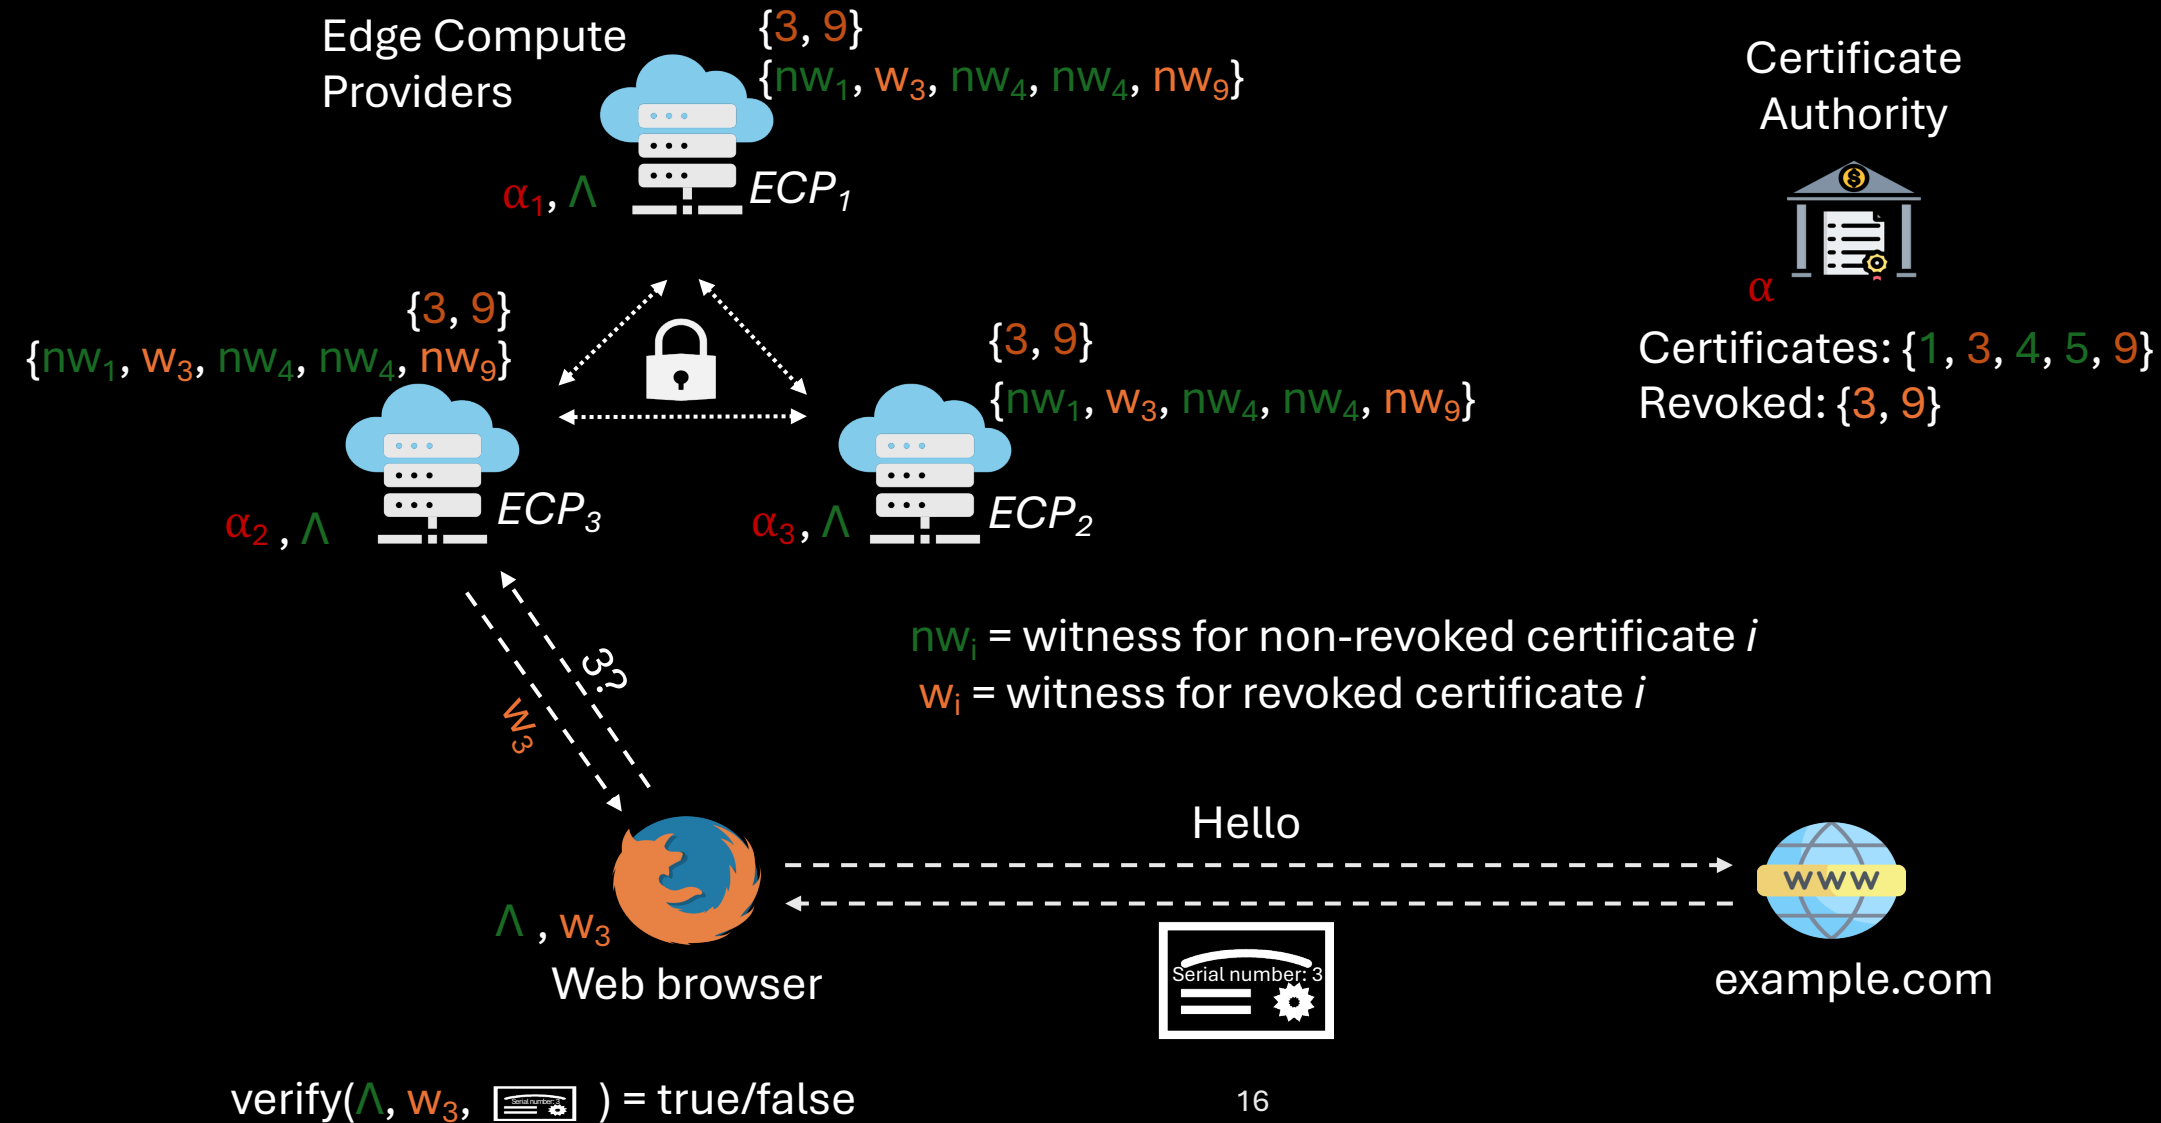 Edge Compute
Providers
{3, 9}
{nw₁, w₃, nw₄, nw₄, nw₉}
α₁, Λ
ECP₁
Certificate
Authority
α
Certificates: {1, 3, 4, 5, 9}
Revoked: {3, 9}
{3, 9}
{nw₁, w₃, nw₄, nw₄, nw₉}
α₂ , Λ
ECP₃
{3, 9}
{nw₁, w₃, nw₄, nw₄, nw₉}
α₃, Λ
ECP₂
nwᵢ = witness for non-revoked certificate i
wᵢ = witness for revoked certificate i
3?
w₃
Hello
WWW
Λ , w₃
Web browser
Serial number: 3
example.com
verify(Λ, w₃, Serial number: 3 ) = true/false
16